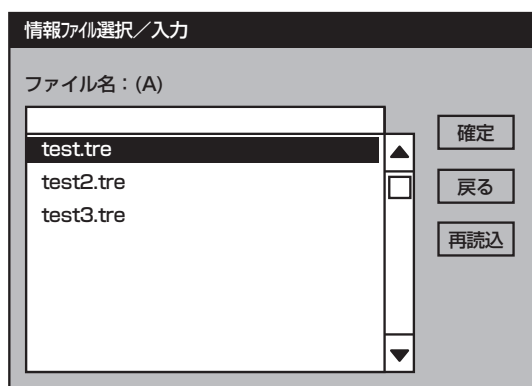 情報ﾌｧｲﾙ選択／入力
ファイル名：(A)
test.tre
test2.tre
test3.tre
確定
戻る
再読込